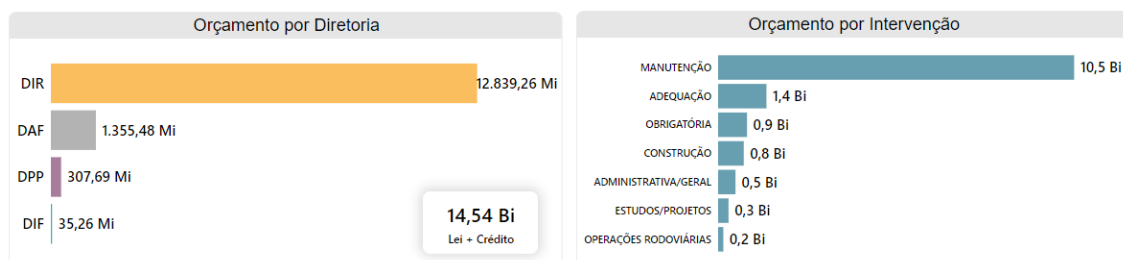 Orçamento por Diretoria
DIR 12.839,26 Mi
DAF 1.355,48 Mi
DPP 307,69 Mi
DIF 35,26 Mi
14,54 Bi
Lei + Crédito
Orçamento por Intervenção
MANUTENÇÃO 10,5 Bi
ADEQUAÇÃO 1,4 Bi
OBRIGATÓRIA 0,9 Bi
CONSTRUÇÃO 0,8 Bi
ADMINISTRATIVA/GERAL 0,5 Bi
ESTUDOS/PROJETOS 0,3 Bi
OPERAÇÕES RODOVIÁRIAS 0,2 Bi